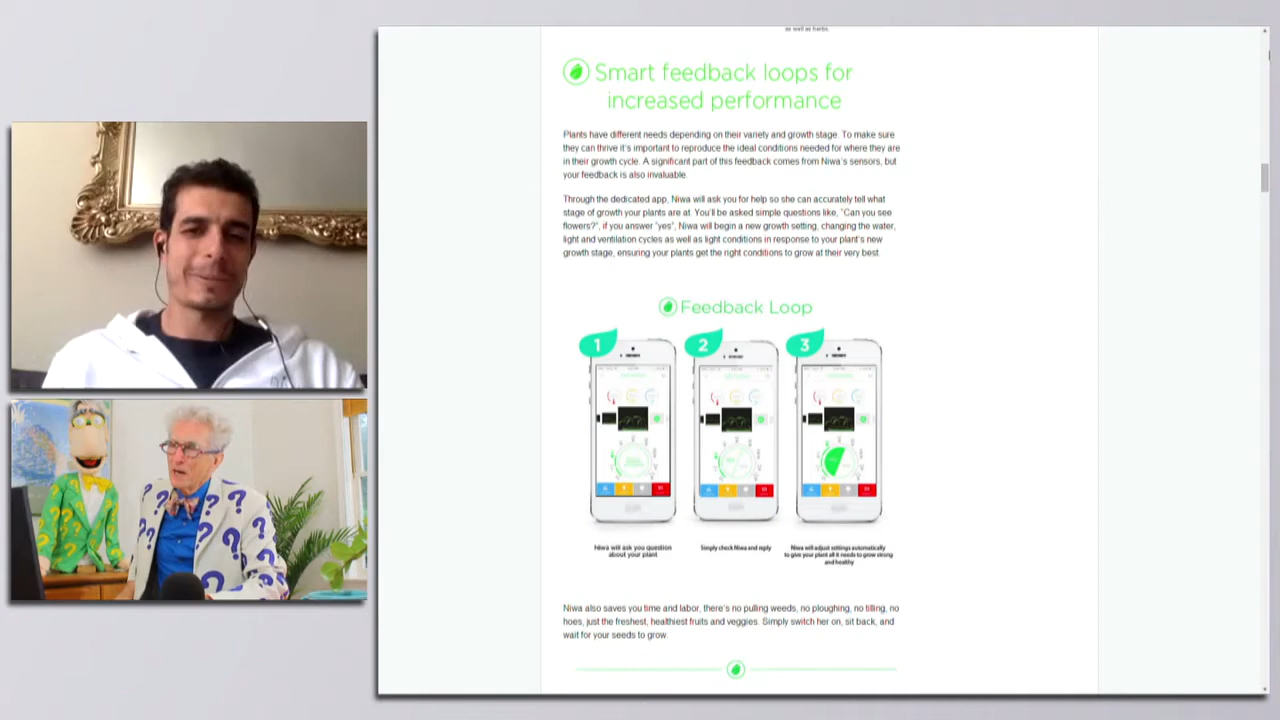 as well as herbs.
Smart feedback loops for
increased performance
Plants have different needs depending on their variety and growth stage. To make sure
they can thrive it's important to reproduce the ideal conditions needed for where they are
in their growth cycle. A significant part of this feedback comes from Niwa's sensors, but
your feedback is also invaluable.
Through the dedicated app, Niwa will ask you for help so she can accurately tell what
stage of growth your plants are at. You'll be asked simple questions like, "Can you see
flowers?", if you answer "yes", Niwa will begin a new growth setting, changing the water,
light and ventilation cycles as well as light conditions in response to your plant's new
growth stage, ensuring your plants get the right conditions to grow at their very best.
Feedback Loop
1 2 3
Niwa will ask you question
about your plant
Simply check Niwa and reply
Niwa will adjust settings automatically
to give your plant all it needs to grow strong
and healthy
Niwa also saves you time and labor, there's no pulling weeds, no ploughing, no tilling, no
hoes, just the freshest, healthiest fruits and veggies. Simply switch her on, sit back, and
wait for your seeds to grow.